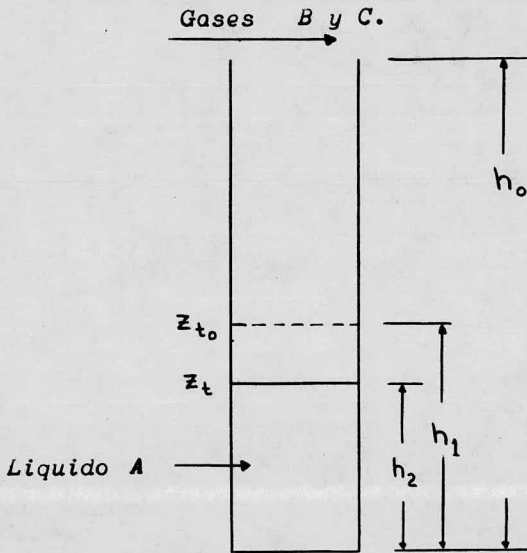 Gases B y C.
h₀
z_t₀
z_t
h₁
Liquido A
h₂